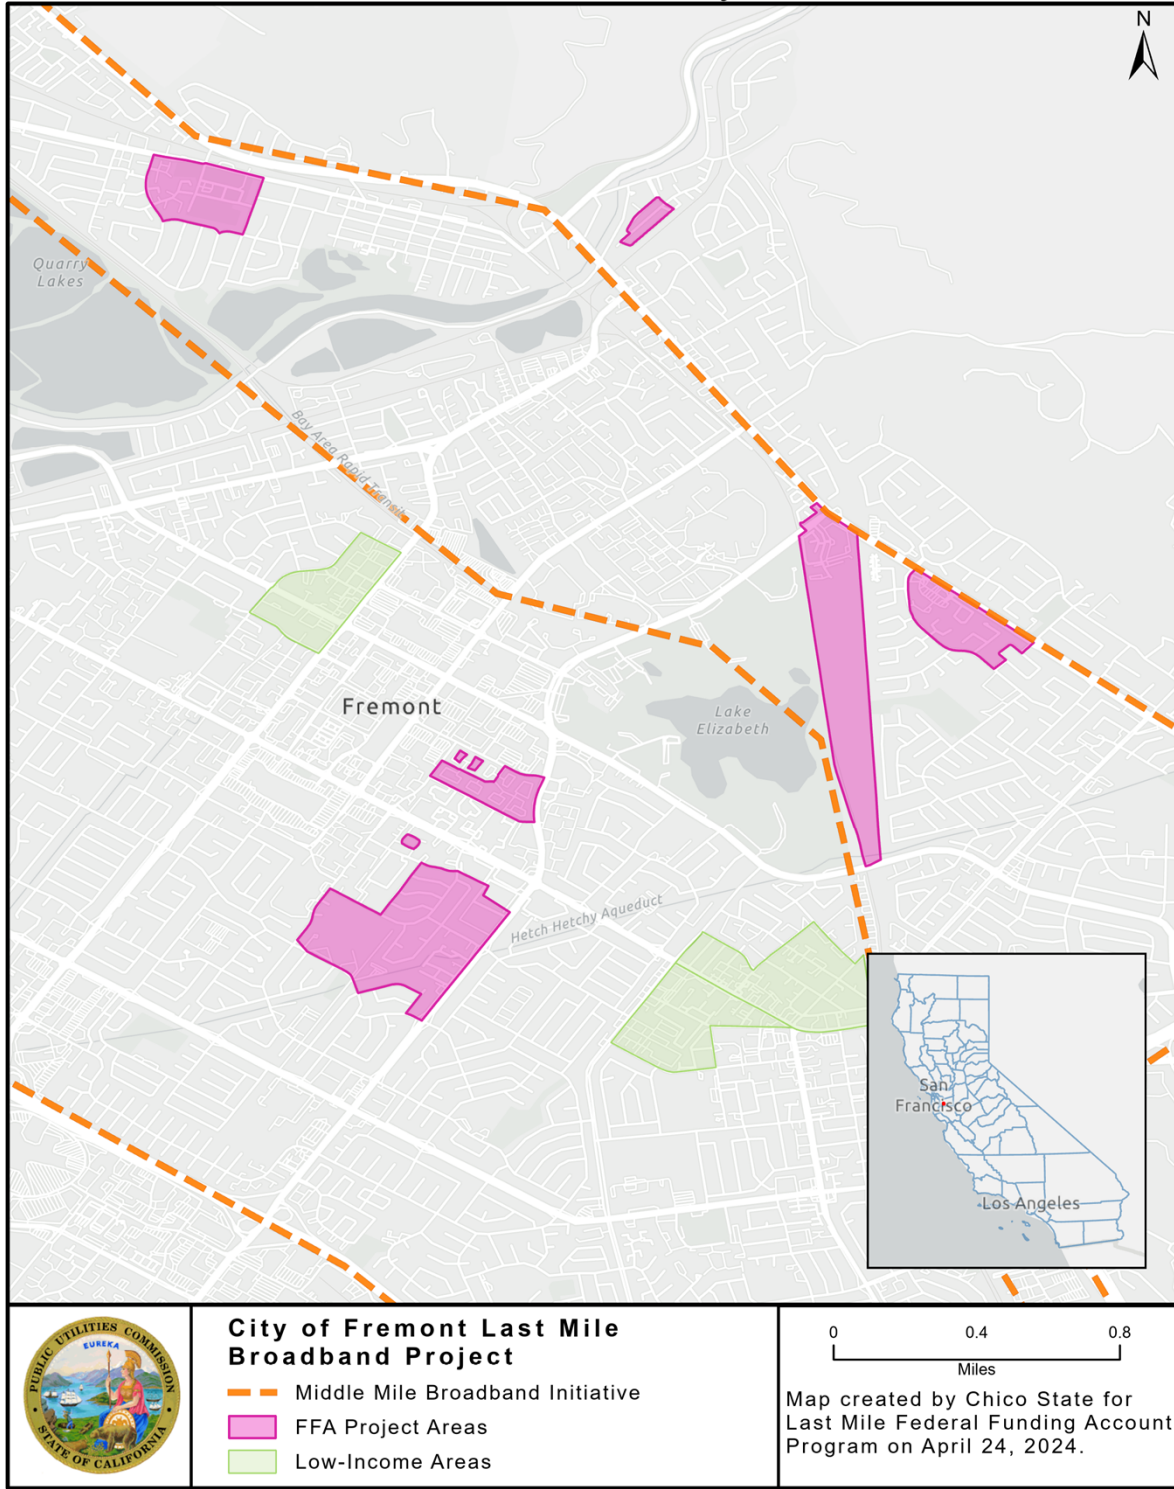 N
Quarry
Lakes
Bay Area Rapid Transit
Fremont
Lake
Elizabeth
Hetch Hetchy Aqueduct
San
Francisco
Los Angeles
PUBLIC UTILITIES COMMISSION
EUREKA
STATE OF CALIFORNIA
City of Fremont Last Mile
Broadband Project
Middle Mile Broadband Initiative
FFA Project Areas
Low-Income Areas
0 0.4 0.8
Miles
Map created by Chico State for
Last Mile Federal Funding Account
Program on April 24, 2024.